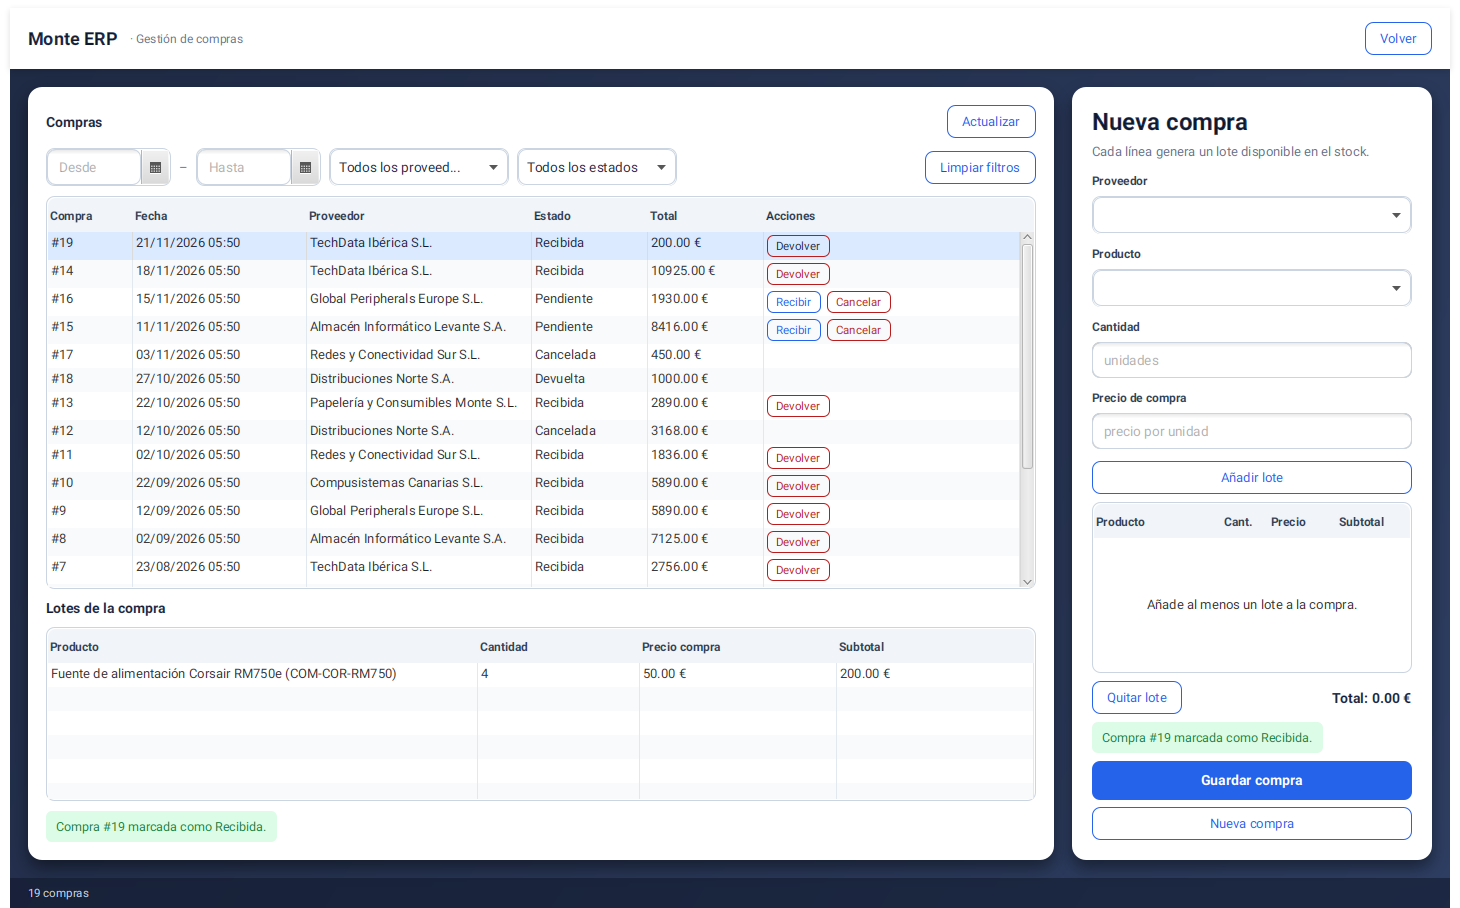 Monte ERP · Gestión de compras
Volver
Compras
Actualizar
Desde – Hasta Todos los proveed... Todos los estados Limpiar filtros
Compra Fecha Proveedor Estado Total Acciones
#19 21/11/2026 05:50 TechData Ibérica S.L. Recibida 200.00 € Devolver
#14 18/11/2026 05:50 TechData Ibérica S.L. Recibida 10925.00 € Devolver
#16 15/11/2026 05:50 Global Peripherals Europe S.L. Pendiente 1930.00 € Recibir Cancelar
#15 11/11/2026 05:50 Almacén Informático Levante S.A. Pendiente 8416.00 € Recibir Cancelar
#17 03/11/2026 05:50 Redes y Conectividad Sur S.L. Cancelada 450.00 €
#18 27/10/2026 05:50 Distribuciones Norte S.A. Devuelta 1000.00 €
#13 22/10/2026 05:50 Papelería y Consumibles Monte S.L. Recibida 2890.00 € Devolver
#12 12/10/2026 05:50 Distribuciones Norte S.A. Cancelada 3168.00 €
#11 02/10/2026 05:50 Redes y Conectividad Sur S.L. Recibida 1836.00 € Devolver
#10 22/09/2026 05:50 Compusistemas Canarias S.L. Recibida 5890.00 € Devolver
#9 12/09/2026 05:50 Global Peripherals Europe S.L. Recibida 5890.00 € Devolver
#8 02/09/2026 05:50 Almacén Informático Levante S.A. Recibida 7125.00 € Devolver
#7 23/08/2026 05:50 TechData Ibérica S.L. Recibida 2756.00 € Devolver
Lotes de la compra
Producto Cantidad Precio compra Subtotal
Fuente de alimentación Corsair RM750e (COM-COR-RM750) 4 50.00 € 200.00 €
Compra #19 marcada como Recibida.
Nueva compra
Cada línea genera un lote disponible en el stock.
Proveedor
Producto
Cantidad
unidades
Precio de compra
precio por unidad
Añadir lote
Producto Cant. Precio Subtotal
Añade al menos un lote a la compra.
Quitar lote Total: 0.00 €
Compra #19 marcada como Recibida.
Guardar compra
Nueva compra
19 compras